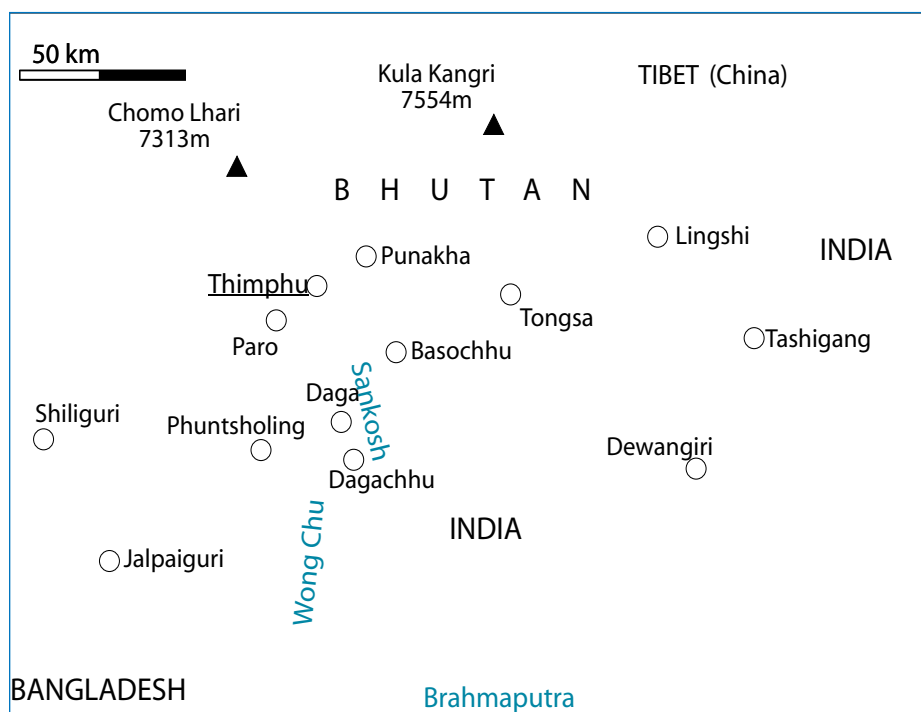 50 km
Kula Kangri
7554m
TIBET (China)
Chomo Lhari
7313m
B H U T A N
Lingshi
INDIA
Punakha
Thimphu
Tongsa
Tashigang
Paro
Basochhu
Sankosh
Daga
Shiliguri
Phuntsholing
Dewangiri
Dagachhu
Wong Chu
INDIA
Jalpaiguri
BANGLADESH
Brahmaputra